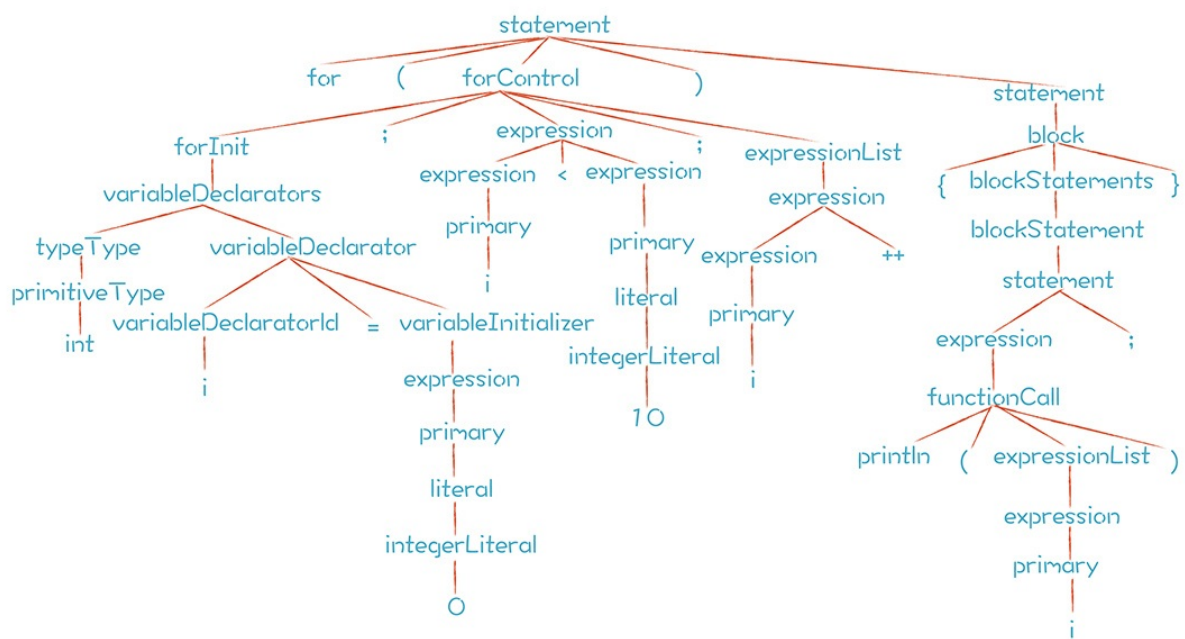 statement
for ( forControl ) statement
forInit ; expression ; expressionList block
expression < expression { blockStatements }
variableDeclarators expression
typeType variableDeclarator primary primary expression ++ blockStatement
primitiveType i literal primary statement
int variableDeclaratorId = variableInitializer integerLiteral i expression ;
i expression 10 functionCall
primary println ( expressionList )
literal expression
integerLiteral primary
0 i